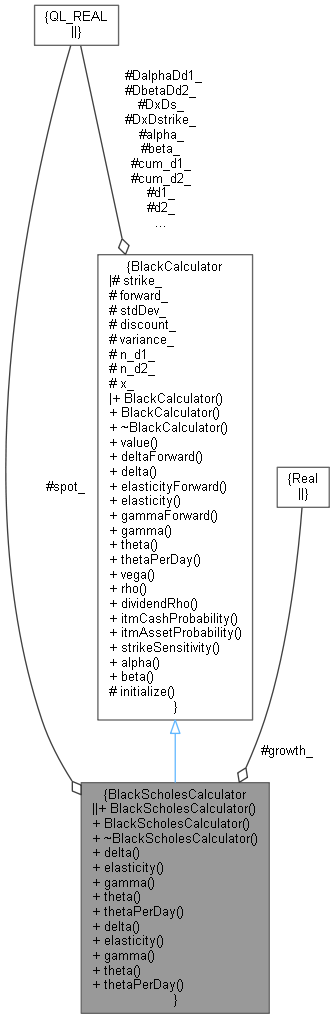 {QL_REAL
||}
#DalphaDd1_
#DbetaDd2_
#DxDs_
#DxDstrike_
#alpha_
#beta_
#cum_d1_
#cum_d2_
#d1_
#d2_
...
{BlackCalculator
|# strike_
# forward_
# stdDev_
# discount_
# variance_
# n_d1_
# n_d2_
# x_
|+ BlackCalculator()
+ BlackCalculator()
+ ~BlackCalculator()
+ value()
+ deltaForward()
+ delta()
+ elasticityForward()
+ elasticity()
+ gammaForward()
+ gamma()
+ theta()
+ thetaPerDay()
+ vega()
+ rho()
+ dividendRho()
+ itmCashProbability()
+ itmAssetProbability()
+ strikeSensitivity()
+ alpha()
+ beta()
# initialize()
}
#spot_
{Real
||}
#growth_
{BlackScholesCalculator
||+ BlackScholesCalculator()
+ BlackScholesCalculator()
+ ~BlackScholesCalculator()
+ delta()
+ elasticity()
+ gamma()
+ theta()
+ thetaPerDay()
+ delta()
+ elasticity()
+ gamma()
+ theta()
+ thetaPerDay()
}